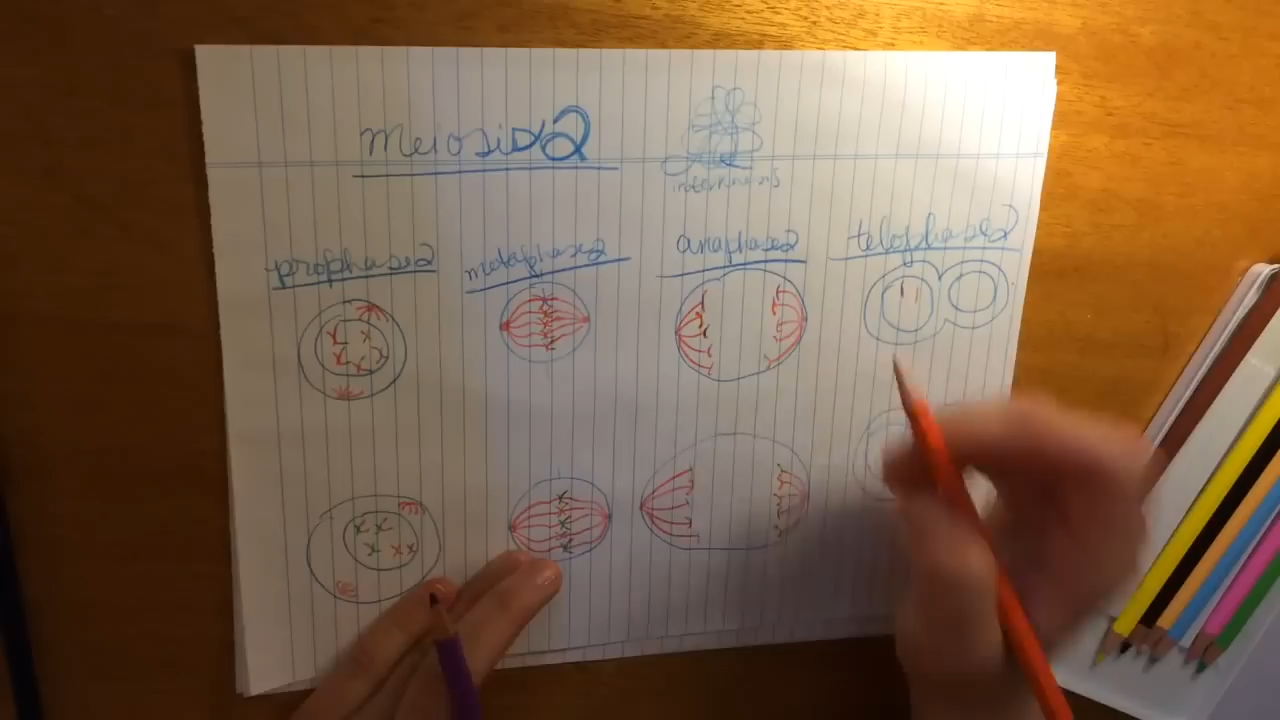 meiosis 2
interkinesis
prophase 2
metaphase 2
anaphase 2
telophase 2